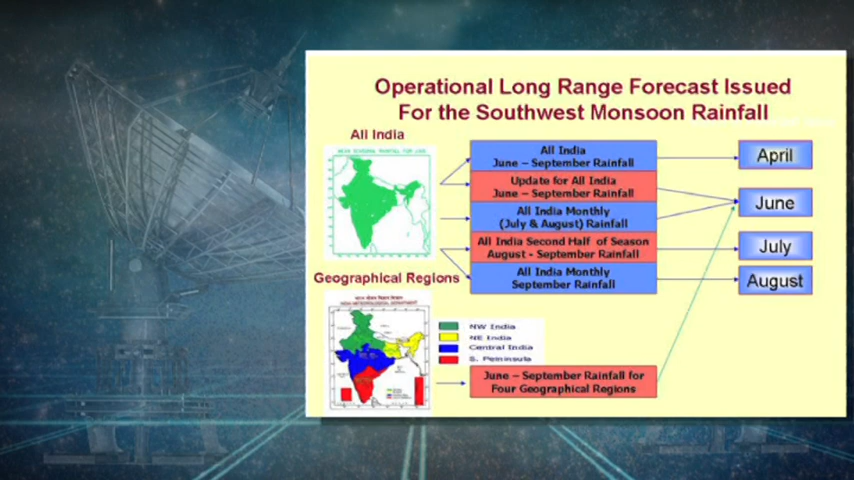 Operational Long Range Forecast Issued
For the Southwest Monsoon Rainfall
All India
All India
June – September Rainfall
April
Update for All India
June – September Rainfall
June
All India Monthly
(July & August) Rainfall
All India Second Half of Season
August - September Rainfall
July
All India Monthly
September Rainfall
August
Geographical Regions
NW India
NE India
Central India
S. Peninsula
June – September Rainfall for
Four Geographical Regions